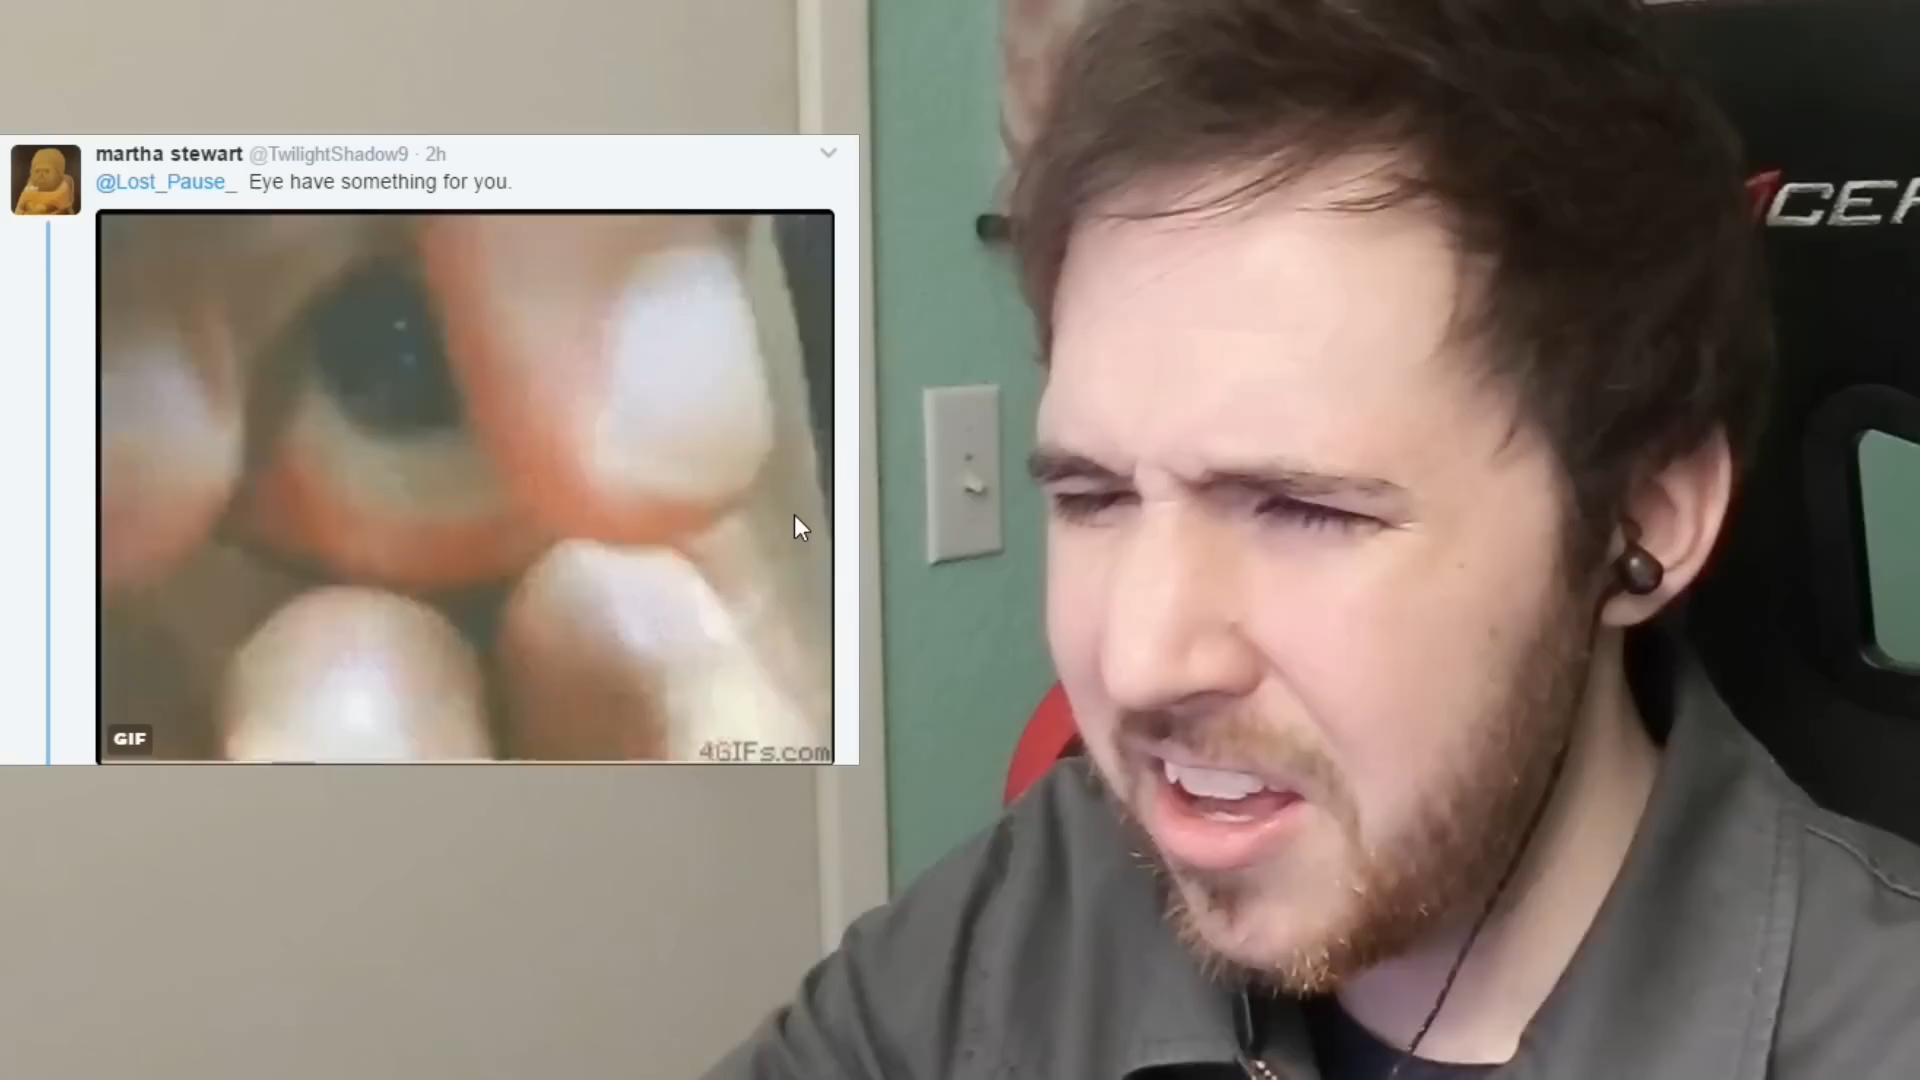 martha stewart @TwilightShadow9 · 2h
@Lost_Pause_ Eye have something for you.
GIF
4GIFs.com